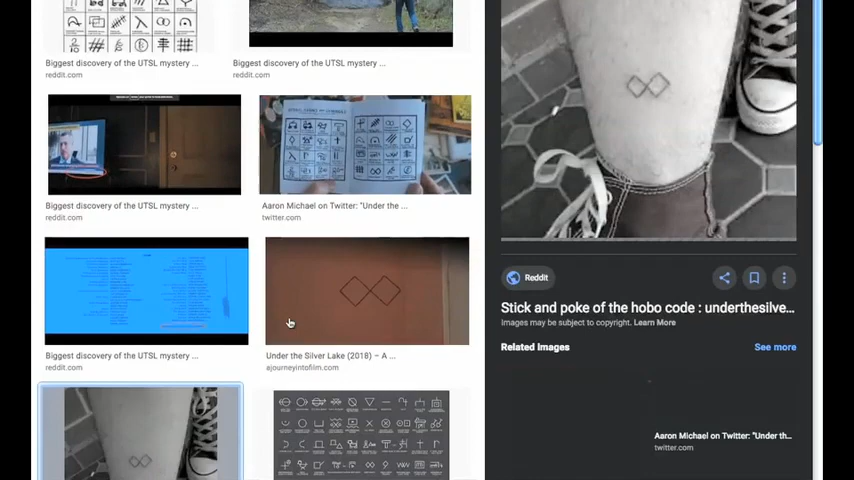 Biggest discovery of the UTSL mystery ...
reddit.com
Biggest discovery of the UTSL mystery ...
reddit.com
Biggest discovery of the UTSL mystery ...
reddit.com
Aaron Michael on Twitter: "Under the ...
twitter.com
Biggest discovery of the UTSL mystery ...
reddit.com
Under the Silver Lake (2018) – A ...
ajourneyintofilm.com
Reddit
Stick and poke of the hobo code : underthesilve...
Images may be subject to copyright. Learn More
Related Images
See more
Aaron Michael on Twitter: "Under th...
twitter.com